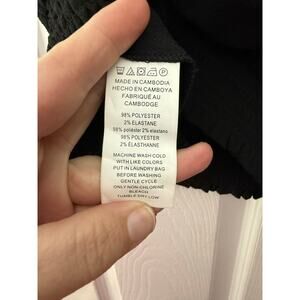 MADE IN CAMBODIA
HECHO EN CAMBOYA
FABRIQUÉ AU
CAMBODGE
98% POLYESTER
2% ELASTANE
98% poliéster 2% elastano
98% POLYESTER
2% ÉLASTHANNE
MACHINE WASH COLD
WITH LIKE COLORS
PUT IN LAUNDRY BAG
BEFORE WASHING
GENTLE CYCLE
ONLY NON-CHLORINE
BLEACH
TUMBLE DRY LOW